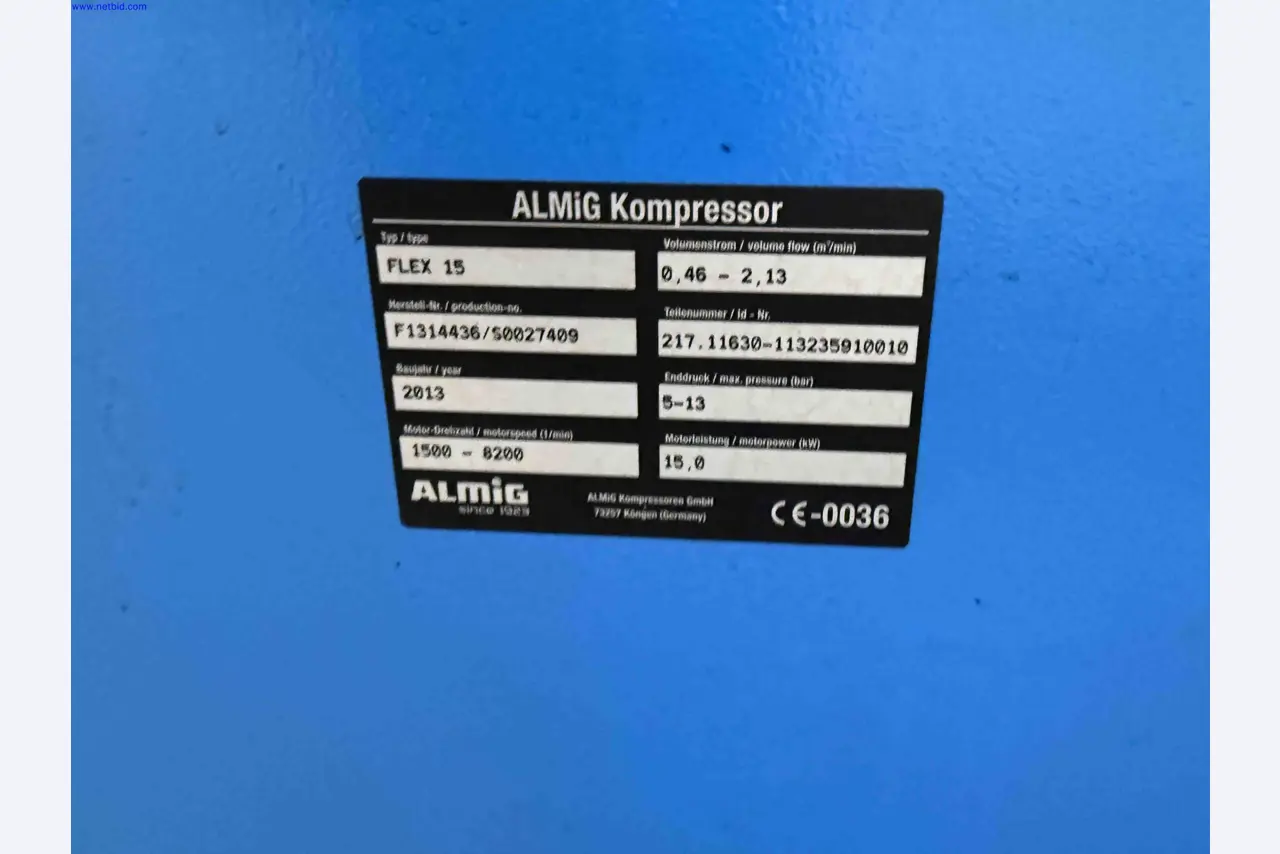 www.netbid.com
ALMiG Kompressor
Typ / type
FLEX 15
Volumenstrom / volume flow (m³/min)
0,46 - 2,13
Herstell-Nr. / production-no.
F1314436/S0027409
Teilenummer / Id - Nr.
217.11630-113235910010
Baujahr / year
2013
Enddruck / max. pressure (bar)
5-13
Motor-Drehzahl / motorspeed (1/min)
1500 - 8200
Motorleistung / motorpower (kW)
15,0
ALMiG
since 1923
ALMiG Kompressoren GmbH
73257 Köngen (Germany)
CE-0036